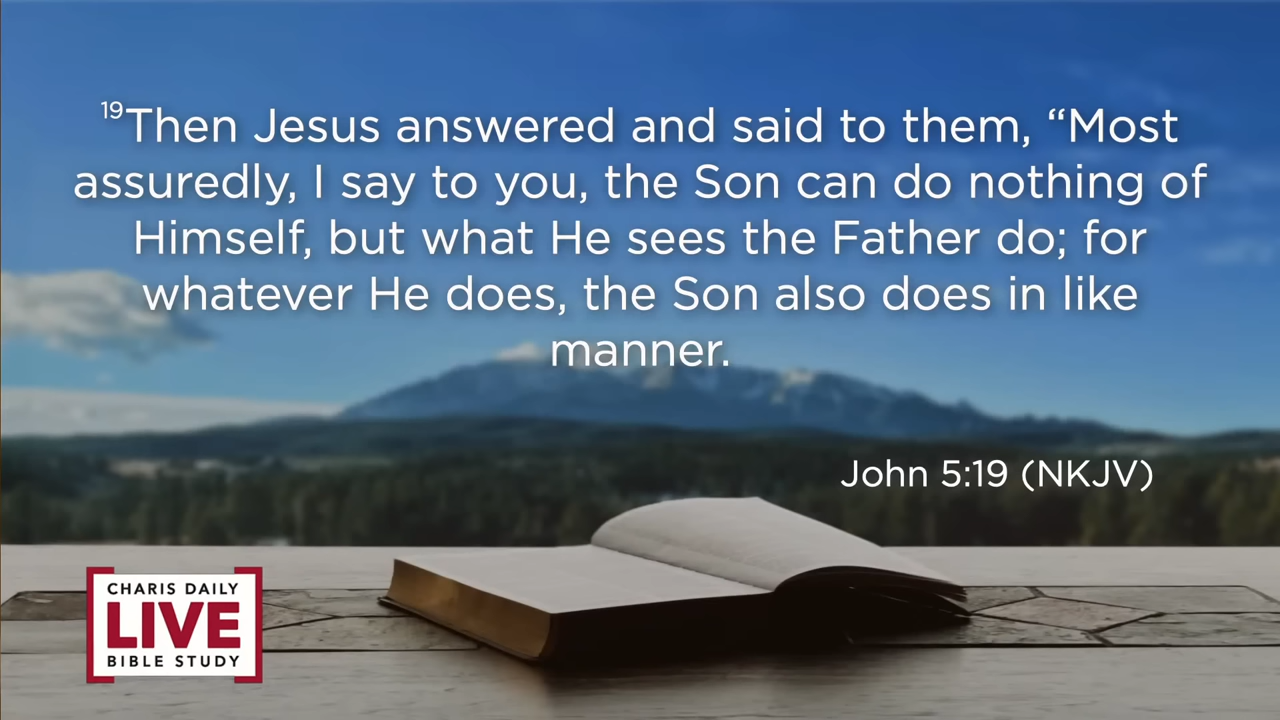 19Then Jesus answered and said to them, “Most
assuredly, I say to you, the Son can do nothing of
Himself, but what He sees the Father do; for
whatever He does, the Son also does in like
manner.
John 5:19 (NKJV)
CHARIS DAILY
LIVE
BIBLE STUDY